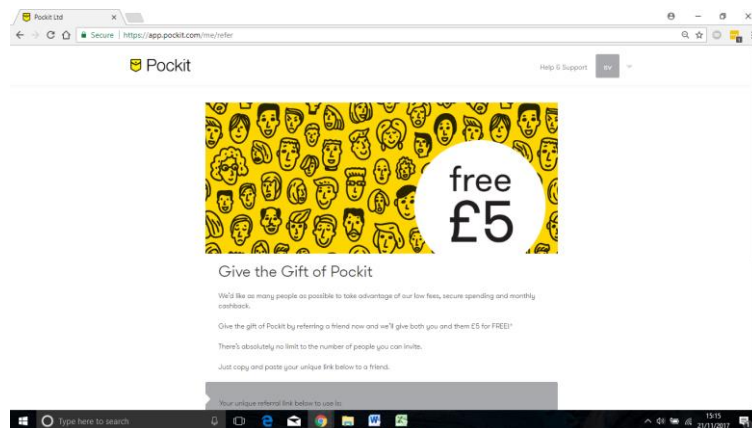 Pockit Ltd
Secure | https://app.pockit.com/me/refer
Pockit
Help & Support
free
£5
Give the Gift of Pockit
We'd like as many people as possible to take advantage of our low fees, secure spending and monthly
cashback.
Give the gift of Pockit by referring a friend now and we'll give both you and them £5 for FREE!*
There's absolutely no limit to the number of people you can invite.
Just copy and paste your unique link below to a friend.
Your unique referral link below to use is:
Type here to search
15:15
21/11/2017